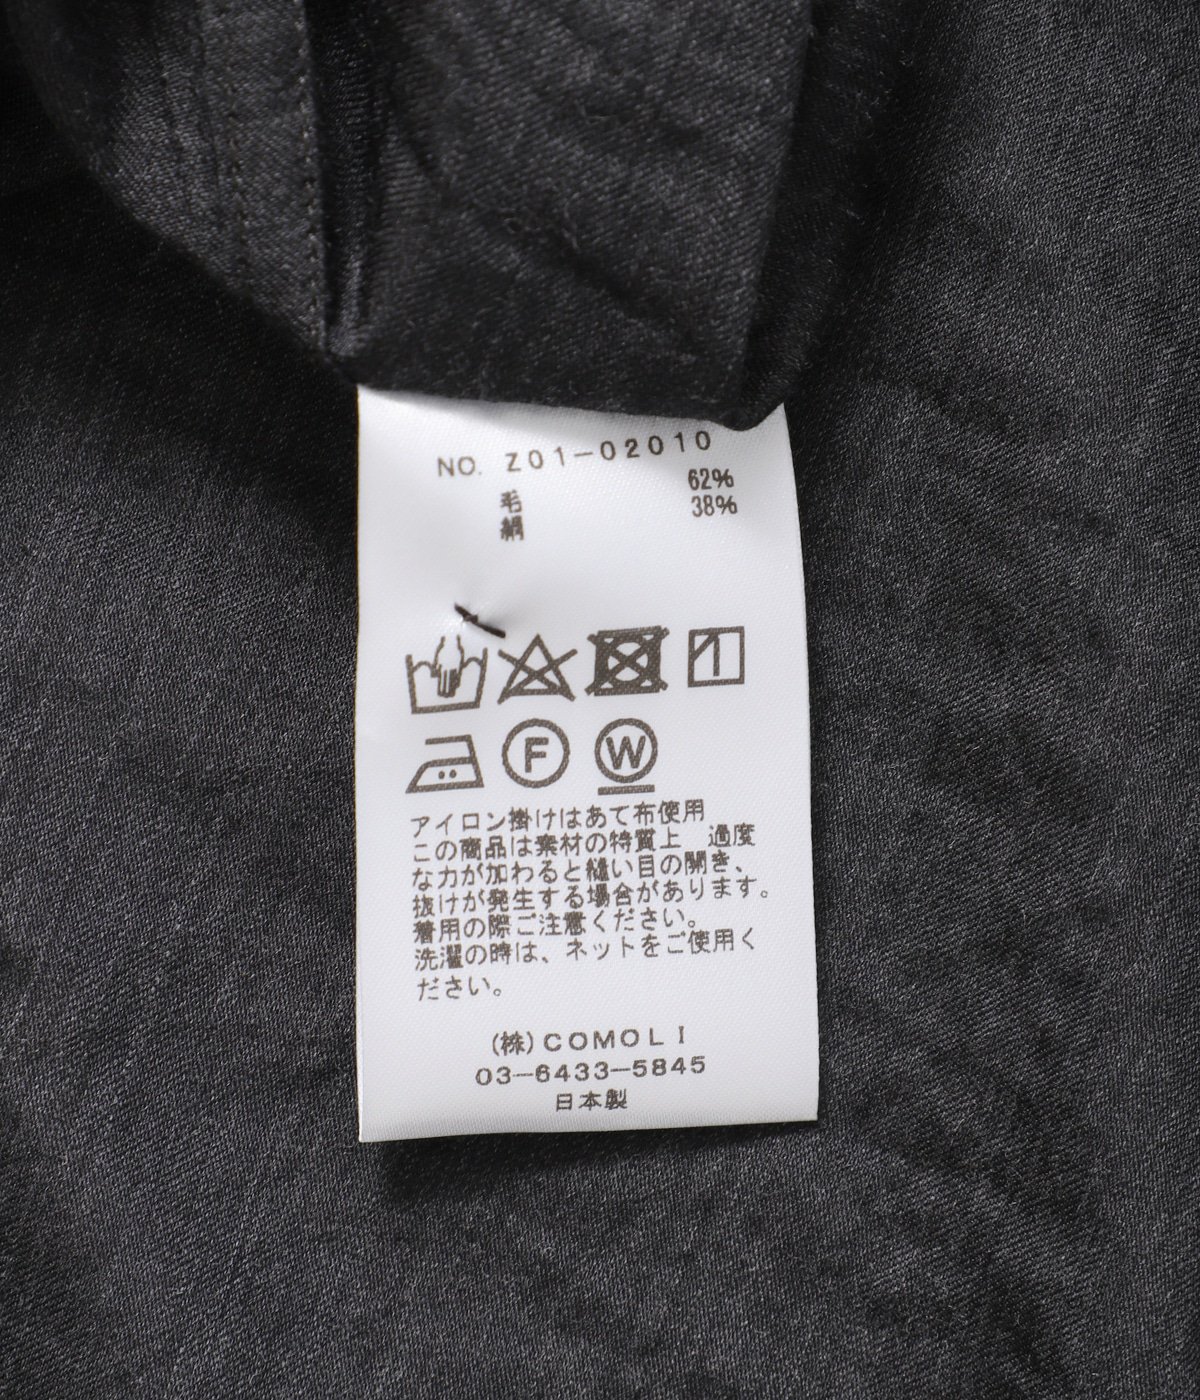 NO. Z01-02010
毛 62%
絹 38%
F
W
アイロン掛けはあて布使用
この商品は素材の特質上 過度
な力が加わると縫い目の開き、
抜けが発生する場合があります。
着用の際ご注意ください。
洗濯の時は、ネットをご使用く
ださい。
(株)COMOLI
03-6433-5845
日本製